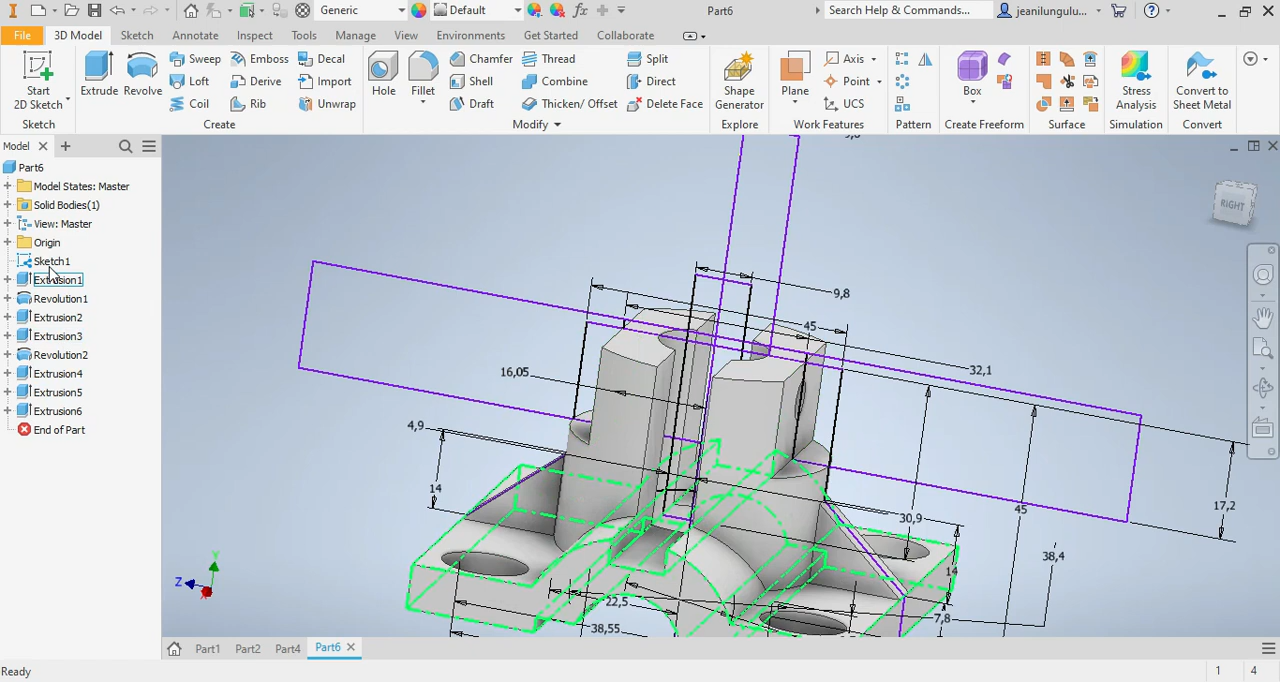 Generic
Default
fx
Part6
Search Help & Commands...
jeanilungulu...
File
3D Model
Sketch
Annotate
Inspect
Tools
Manage
View
Environments
Get Started
Collaborate
Start
2D Sketch
Extrude
Revolve
Sweep
Loft
Coil
Emboss
Derive
Rib
Decal
Import
Unwrap
Hole
Fillet
Chamfer
Shell
Draft
Thread
Combine
Thicken/ Offset
Split
Direct
Delete Face
Shape
Generator
Plane
Axis
Point
UCS
Box
Stress
Analysis
Convert to
Sheet Metal
Sketch
Create
Modify
Explore
Work Features
Pattern
Create Freeform
Surface
Simulation
Convert
Model
Part6
Model States: Master
Solid Bodies(1)
View: Master
Origin
Sketch1
Extrusion1
Revolution1
Extrusion2
Extrusion3
Revolution2
Extrusion4
Extrusion5
Extrusion6
End of Part
RIGHT
9,8
45
32,1
16,05
4,9
14
30,9
45
17,2
38,4
14
22,5
7,8
38,55
Y
Z
Part1
Part2
Part4
Part6
Ready
1
4